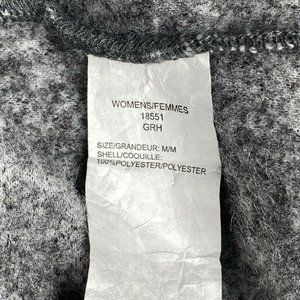 WOMENS/FEMMES
18551
GRH
SIZE/GRANDEUR: M/M
SHELL/COQUILLE:
100%POLYESTER/POLYESTER